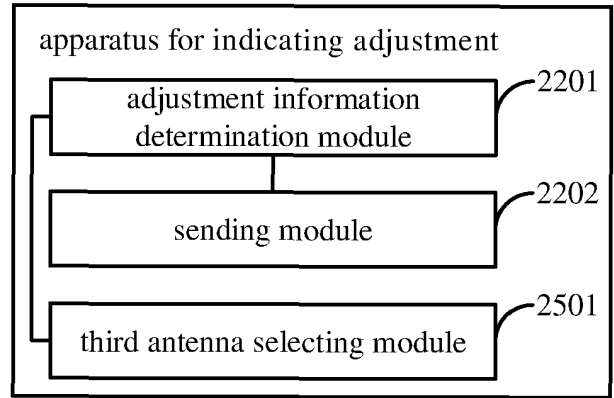 apparatus for indicating adjustment
2201
adjustment information
determination module
2202
sending module
2501
third antenna selecting module